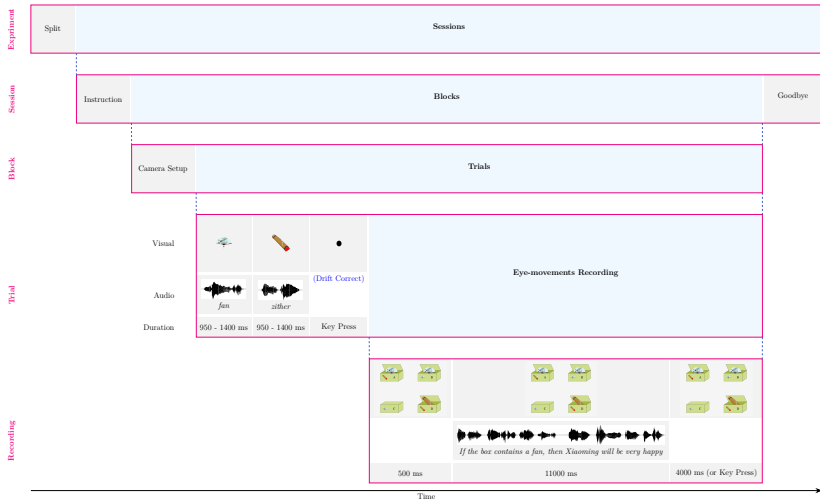 Expriment
Split
Sessions
Session
Instruction
Blocks
Goodbye
Block
Camera Setup
Trials
Trial
Visual
(Drift Correct)
Eye-movements Recording
Audio
fan
zither
Duration
950 - 1400 ms
950 - 1400 ms
Key Press
Recording
If the box contains a fan, then Xiaoming will be very happy
500 ms
11000 ms
4000 ms (or Key Press)
Time